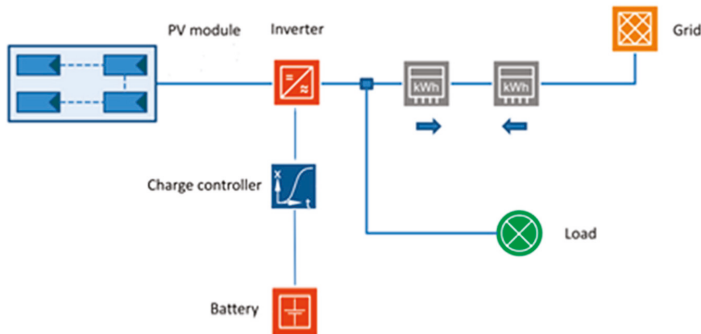 PV module
Inverter
Grid
kWh
kWh
Charge controller
X
t
Load
Battery